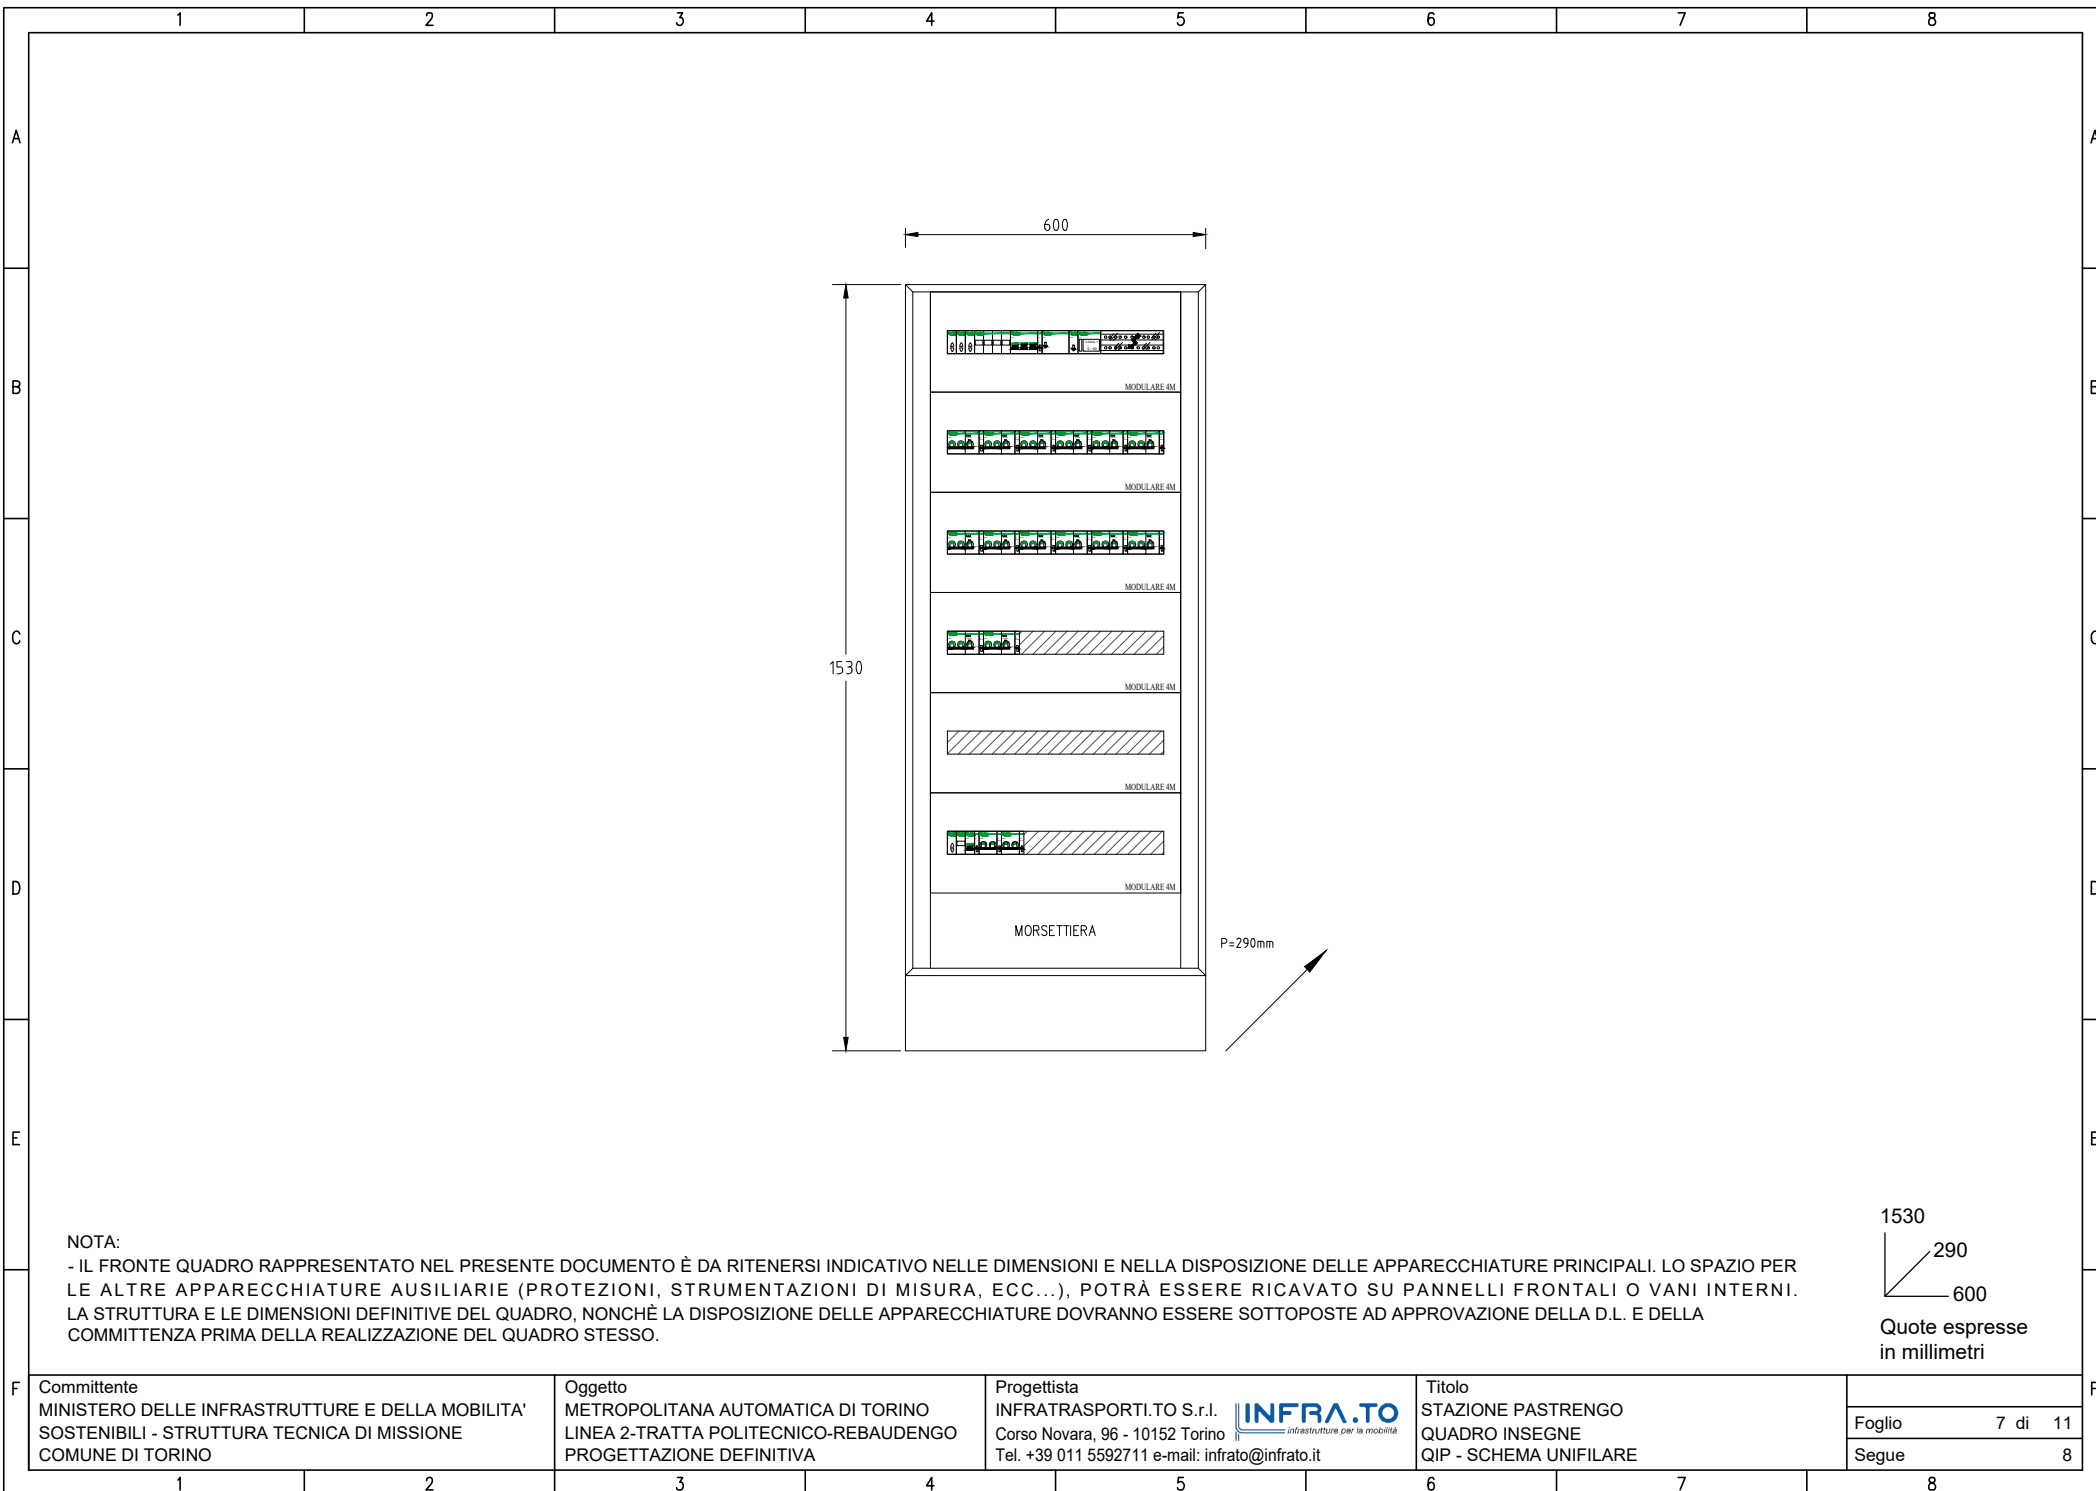 1 2 3 4 5 6 7 8
A A
B B
C C
D D
E E
F F
600
1530
MODULARE 4M
MODULARE 4M
MODULARE 4M
MODULARE 4M
MODULARE 4M
MODULARE 4M
MORSETTIERA
P=290mm
NOTA:
- IL FRONTE QUADRO RAPPRESENTATO NEL PRESENTE DOCUMENTO È DA RITENERSI INDICATIVO NELLE DIMENSIONI E NELLA DISPOSIZIONE DELLE APPARECCHIATURE PRINCIPALI. LO SPAZIO PER
LE ALTRE APPARECCHIATURE AUSILIARIE (PROTEZIONI, STRUMENTAZIONI DI MISURA, ECC...), POTRÀ ESSERE RICAVATO SU PANNELLI FRONTALI O VANI INTERNI.
LA STRUTTURA E LE DIMENSIONI DEFINITIVE DEL QUADRO, NONCHÈ LA DISPOSIZIONE DELLE APPARECCHIATURE DOVRANNO ESSERE SOTTOPOSTE AD APPROVAZIONE DELLA D.L. E DELLA
COMMITTENZA PRIMA DELLA REALIZZAZIONE DEL QUADRO STESSO.
1530
290
600
Quote espresse
in millimetri
Committente
MINISTERO DELLE INFRASTRUTTURE E DELLA MOBILITA'
SOSTENIBILI - STRUTTURA TECNICA DI MISSIONE
COMUNE DI TORINO
Oggetto
METROPOLITANA AUTOMATICA DI TORINO
LINEA 2-TRATTA POLITECNICO-REBAUDENGO
PROGETTAZIONE DEFINITIVA
Progettista
INFRATRASPORTI.TO S.r.l.
Corso Novara, 96 - 10152 Torino
Tel. +39 011 5592711 e-mail: infrato@infrato.it
INFRA.TO
infrastrutture per la mobilità
Titolo
STAZIONE PASTRENGO
QUADRO INSEGNE
QIP - SCHEMA UNIFILARE
Foglio 7 di 11
Segue 8
1 2 3 4 5 6 7 8